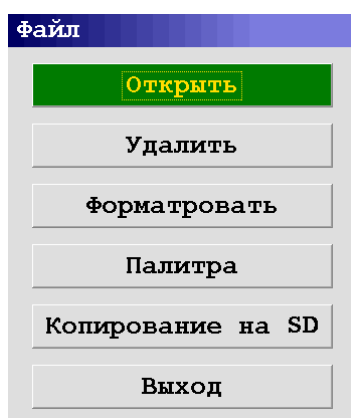 Файл
Открыть
Удалить
Форматровать
Палитра
Копирование на SD
Выход